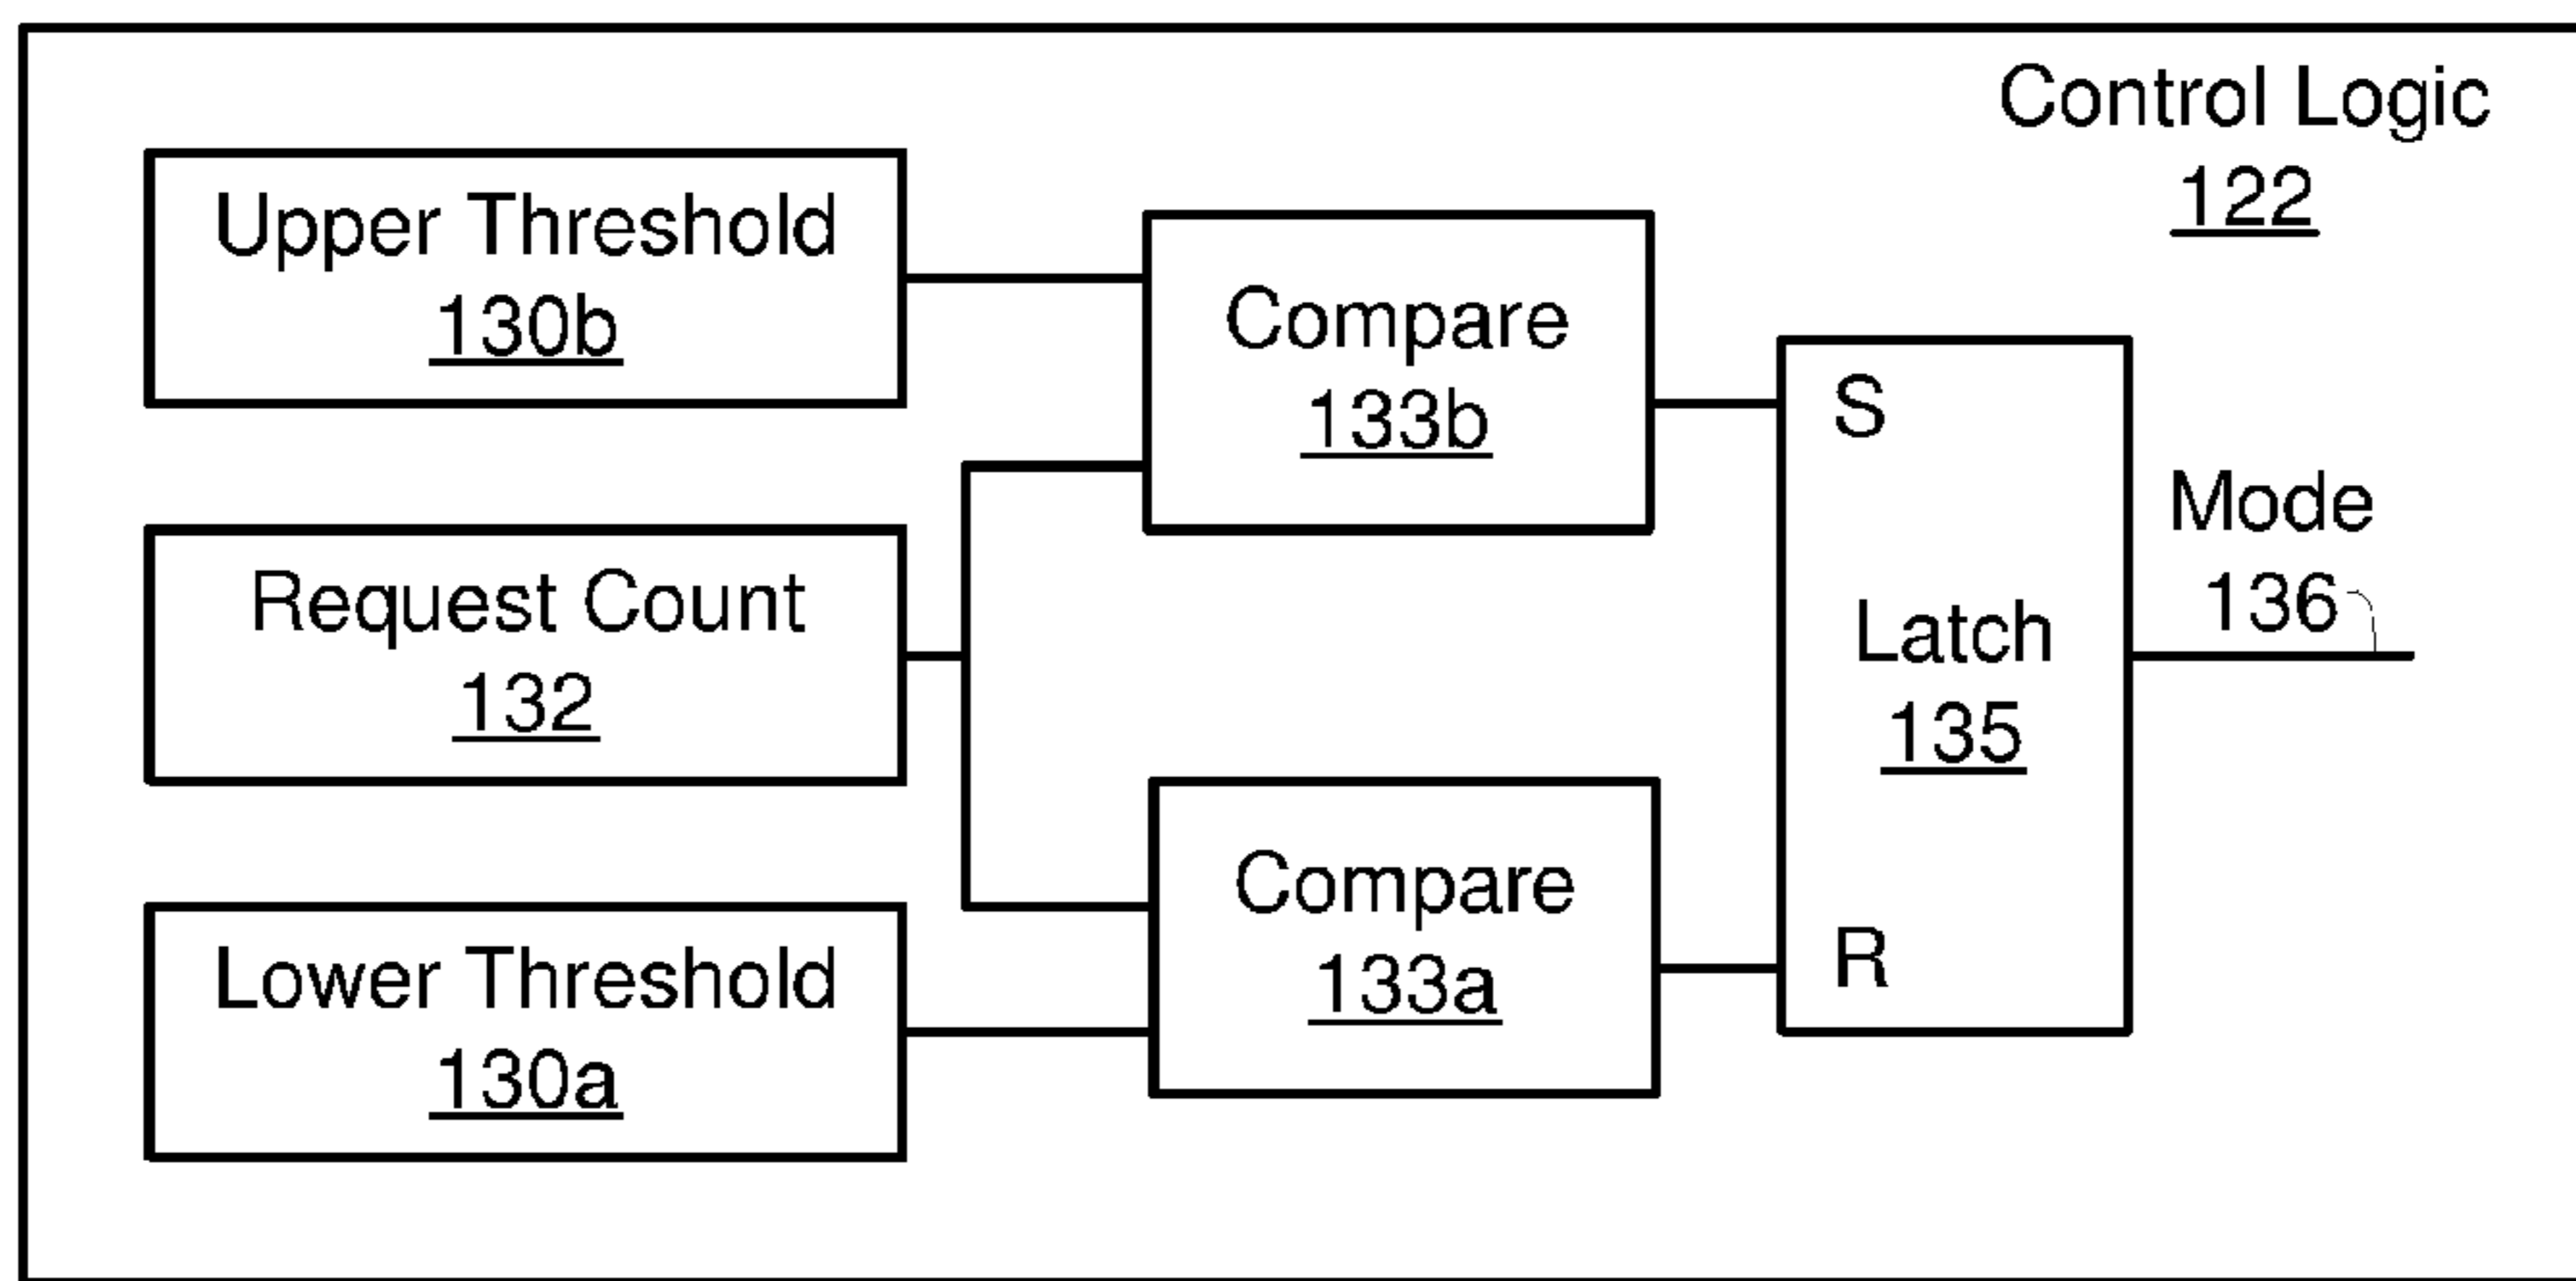 Control Logic
122
Upper Threshold
130b
Compare
133b
Request Count
132
S
Latch
135
R
Mode
136
Compare
133a
Lower Threshold
130a